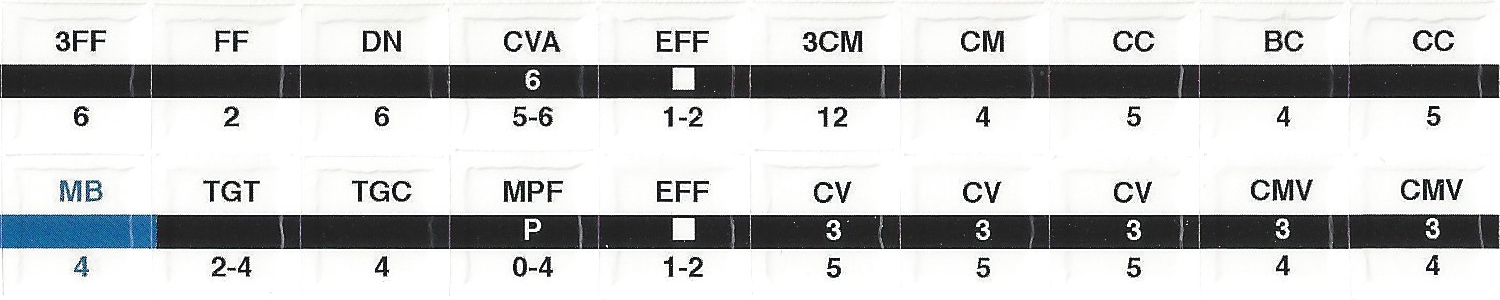 3FF FF DN CVA EFF 3CM CM CC BC CC
6
6 2 6 5-6 1-2 12 4 5 4 5
MB TGT TGC MPF EFF CV CV CV CMV CMV
P 3 3 3 3 3
4 2-4 4 0-4 1-2 5 5 5 4 4